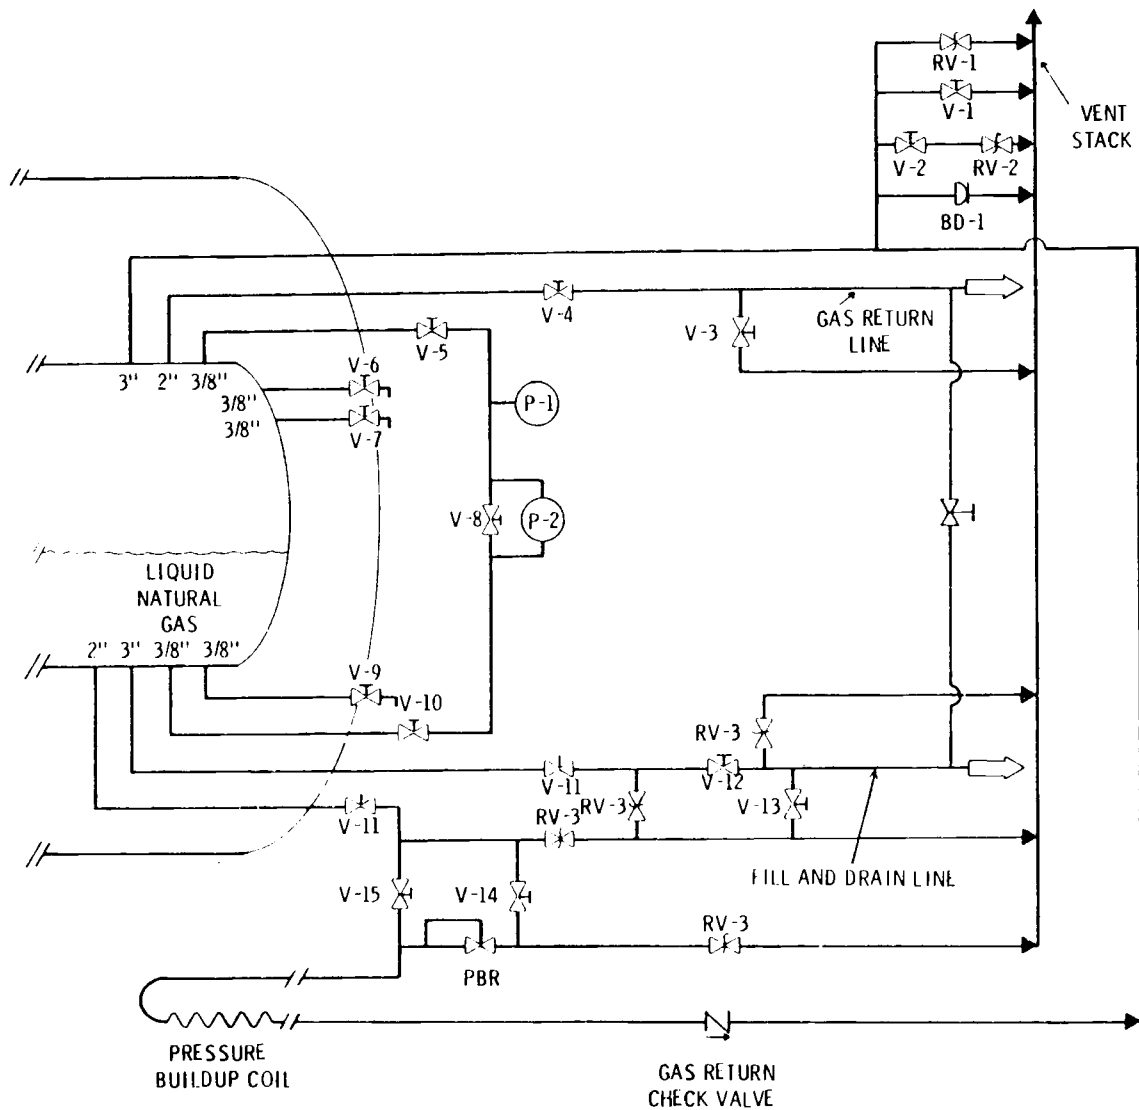 RV-1
V-1
VENT
STACK
V-2
RV-2
BD-1
V-4
V-3
GAS RETURN
LINE
V-5
3"
2"
3/8"
V-6
3/8"
3/8"
V-7
P-1
V-8
P-2
LIQUID
NATURAL
GAS
2"
3"
3/8"
3/8"
V-9
V-10
RV-3
V-11
V-12
V-11
RV-3
RV-3
V-13
V-15
V-14
FILL AND DRAIN LINE
RV-3
PBR
PRESSURE
BUILDUP COIL
GAS RETURN
CHECK VALVE